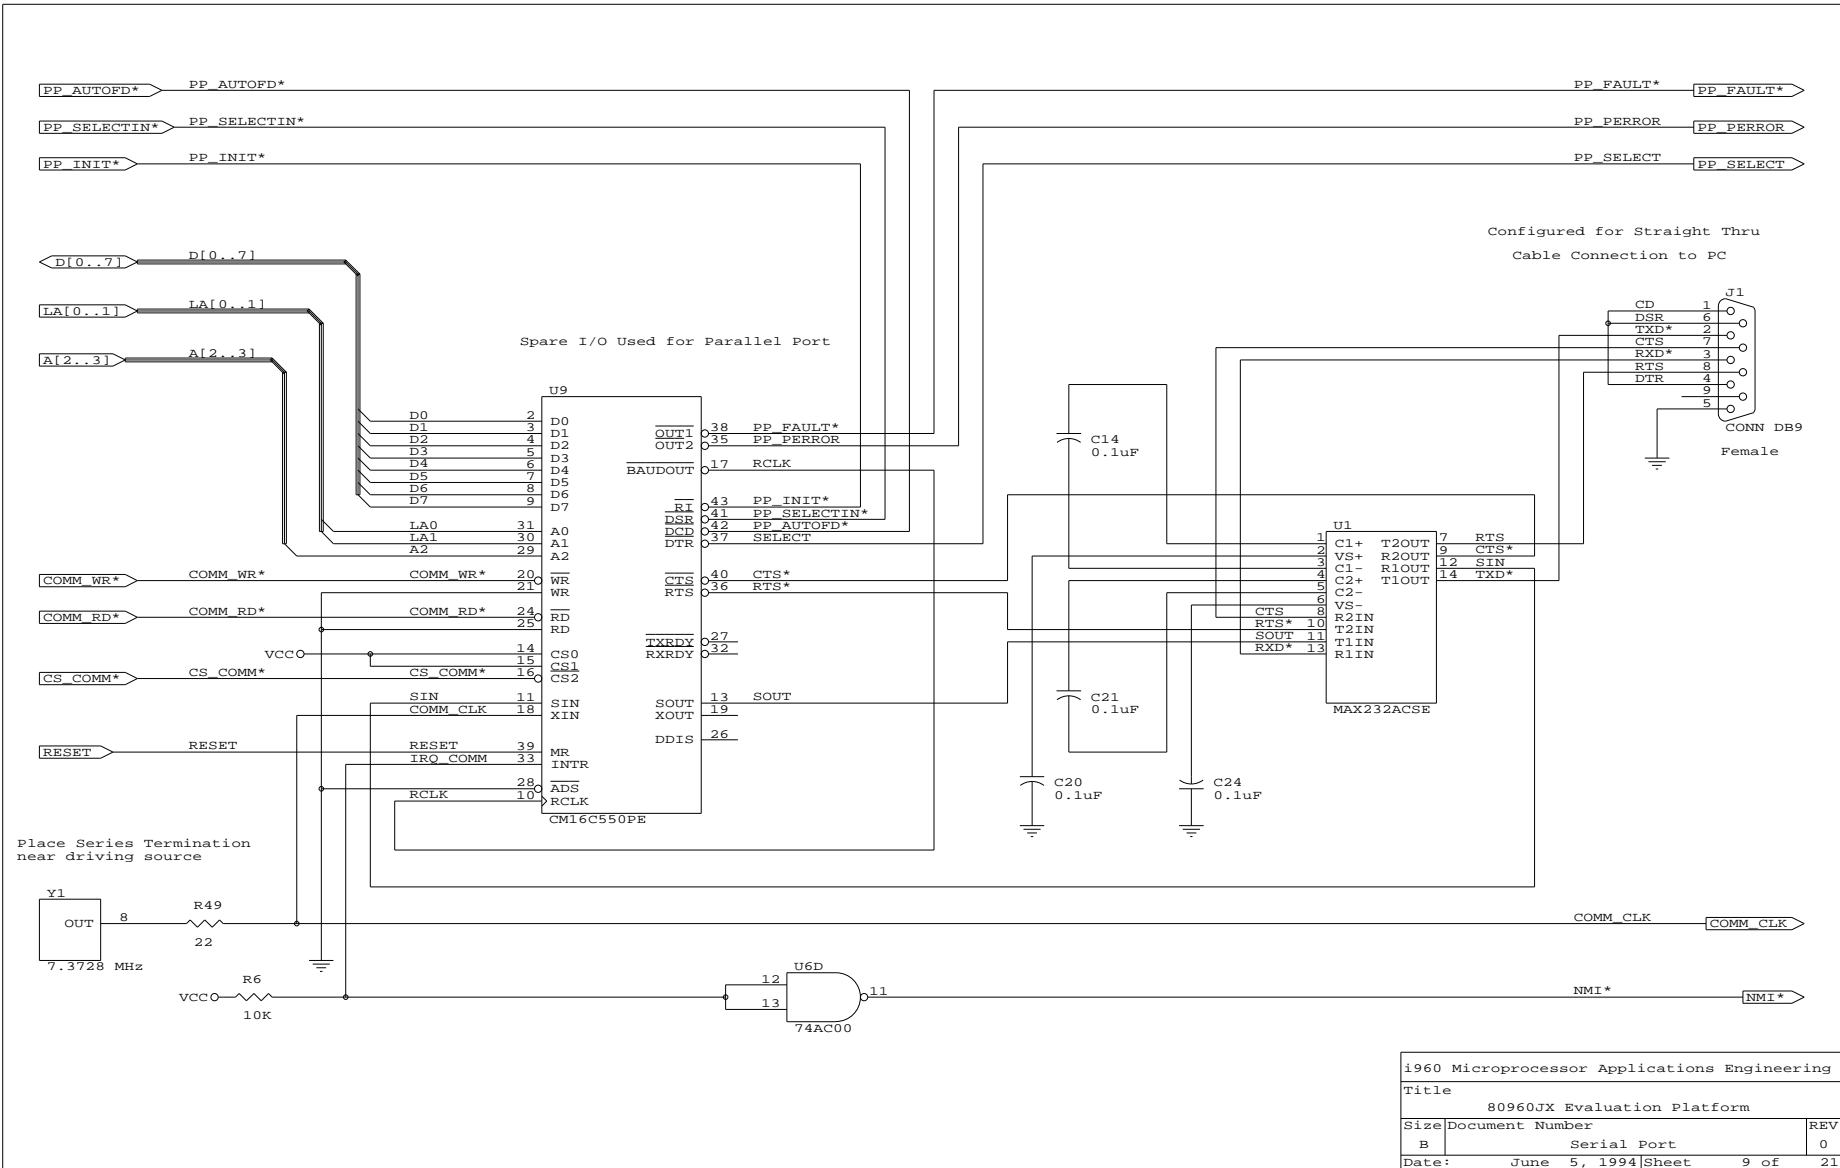 PP_AUTOFD* PP_AUTOFD* PP_FAULT* PP_FAULT*
PP_SELECTIN* PP_SELECTIN* PP_PERROR PP_PERROR
PP_INIT* PP_INIT* PP_SELECT PP_SELECT
Configured for Straight Thru
Cable Connection to PC
D[0..7] D[0..7]
LA[0..1] LA[0..1]
A[2..3] A[2..3]
Spare I/O Used for Parallel Port
J1
CD 1
DSR 6
TXD* 2
CTS 7
RXD* 3
RTS 8
DTR 4
9
5
CONN DB9
Female
U9
D0 2 D0
D1 3 D1
D2 4 D2
D3 5 D3
D4 6 D4
D5 7 D5
D6 8 D6
D7 9 D7
LA0 31 A0
LA1 30 A1
A2 29 A2
COMM_WR* COMM_WR* COMM_WR* 20 WR
21 WR
COMM_RD* COMM_RD* COMM_RD* 24 RD
25 RD
VCC 14 CS0
15 CS1
CS_COMM* CS_COMM* CS_COMM* 16 CS2
SIN 11 SIN
COMM_CLK 18 XIN
RESET RESET RESET 39 MR
IRQ_COMM 33 INTR
28 ADS
RCLK 10 RCLK
OUT1 38 PP_FAULT*
OUT2 35 PP_PERROR
BAUDOUT 17 RCLK
RI 43 PP_INIT*
DSR 41 PP_SELECTIN*
DCD 42 PP_AUTOFD*
DTR 37 SELECT
CTS 40 CTS*
RTS 36 RTS*
TXRDY 27
RXRDY 32
SOUT 13 SOUT
XOUT 19
DDIS 26
CM16C550PE
C14
0.1uF
C21
0.1uF
C20
0.1uF
C24
0.1uF
U1
1 C1+ T2OUT 7 RTS
2 VS+ R2OUT 9 CTS*
3 C1- R1OUT 12 SIN
4 C2+ T1OUT 14 TXD*
5 C2-
6 VS-
CTS 8 R2IN
RTS* 10 T2IN
SOUT 11 T1IN
RXD* 13 R1IN
MAX232ACSE
Place Series Termination
near driving source
Y1
OUT 8
7.3728 MHz
R49
22
COMM_CLK COMM_CLK
VCC R6
10K
U6D
12
13
11
74AC00
NMI* NMI*
i960 Microprocessor Applications Engineering
Title
80960JX Evaluation Platform
Size Document Number REV
B Serial Port 0
Date: June 5, 1994 Sheet 9 of 21